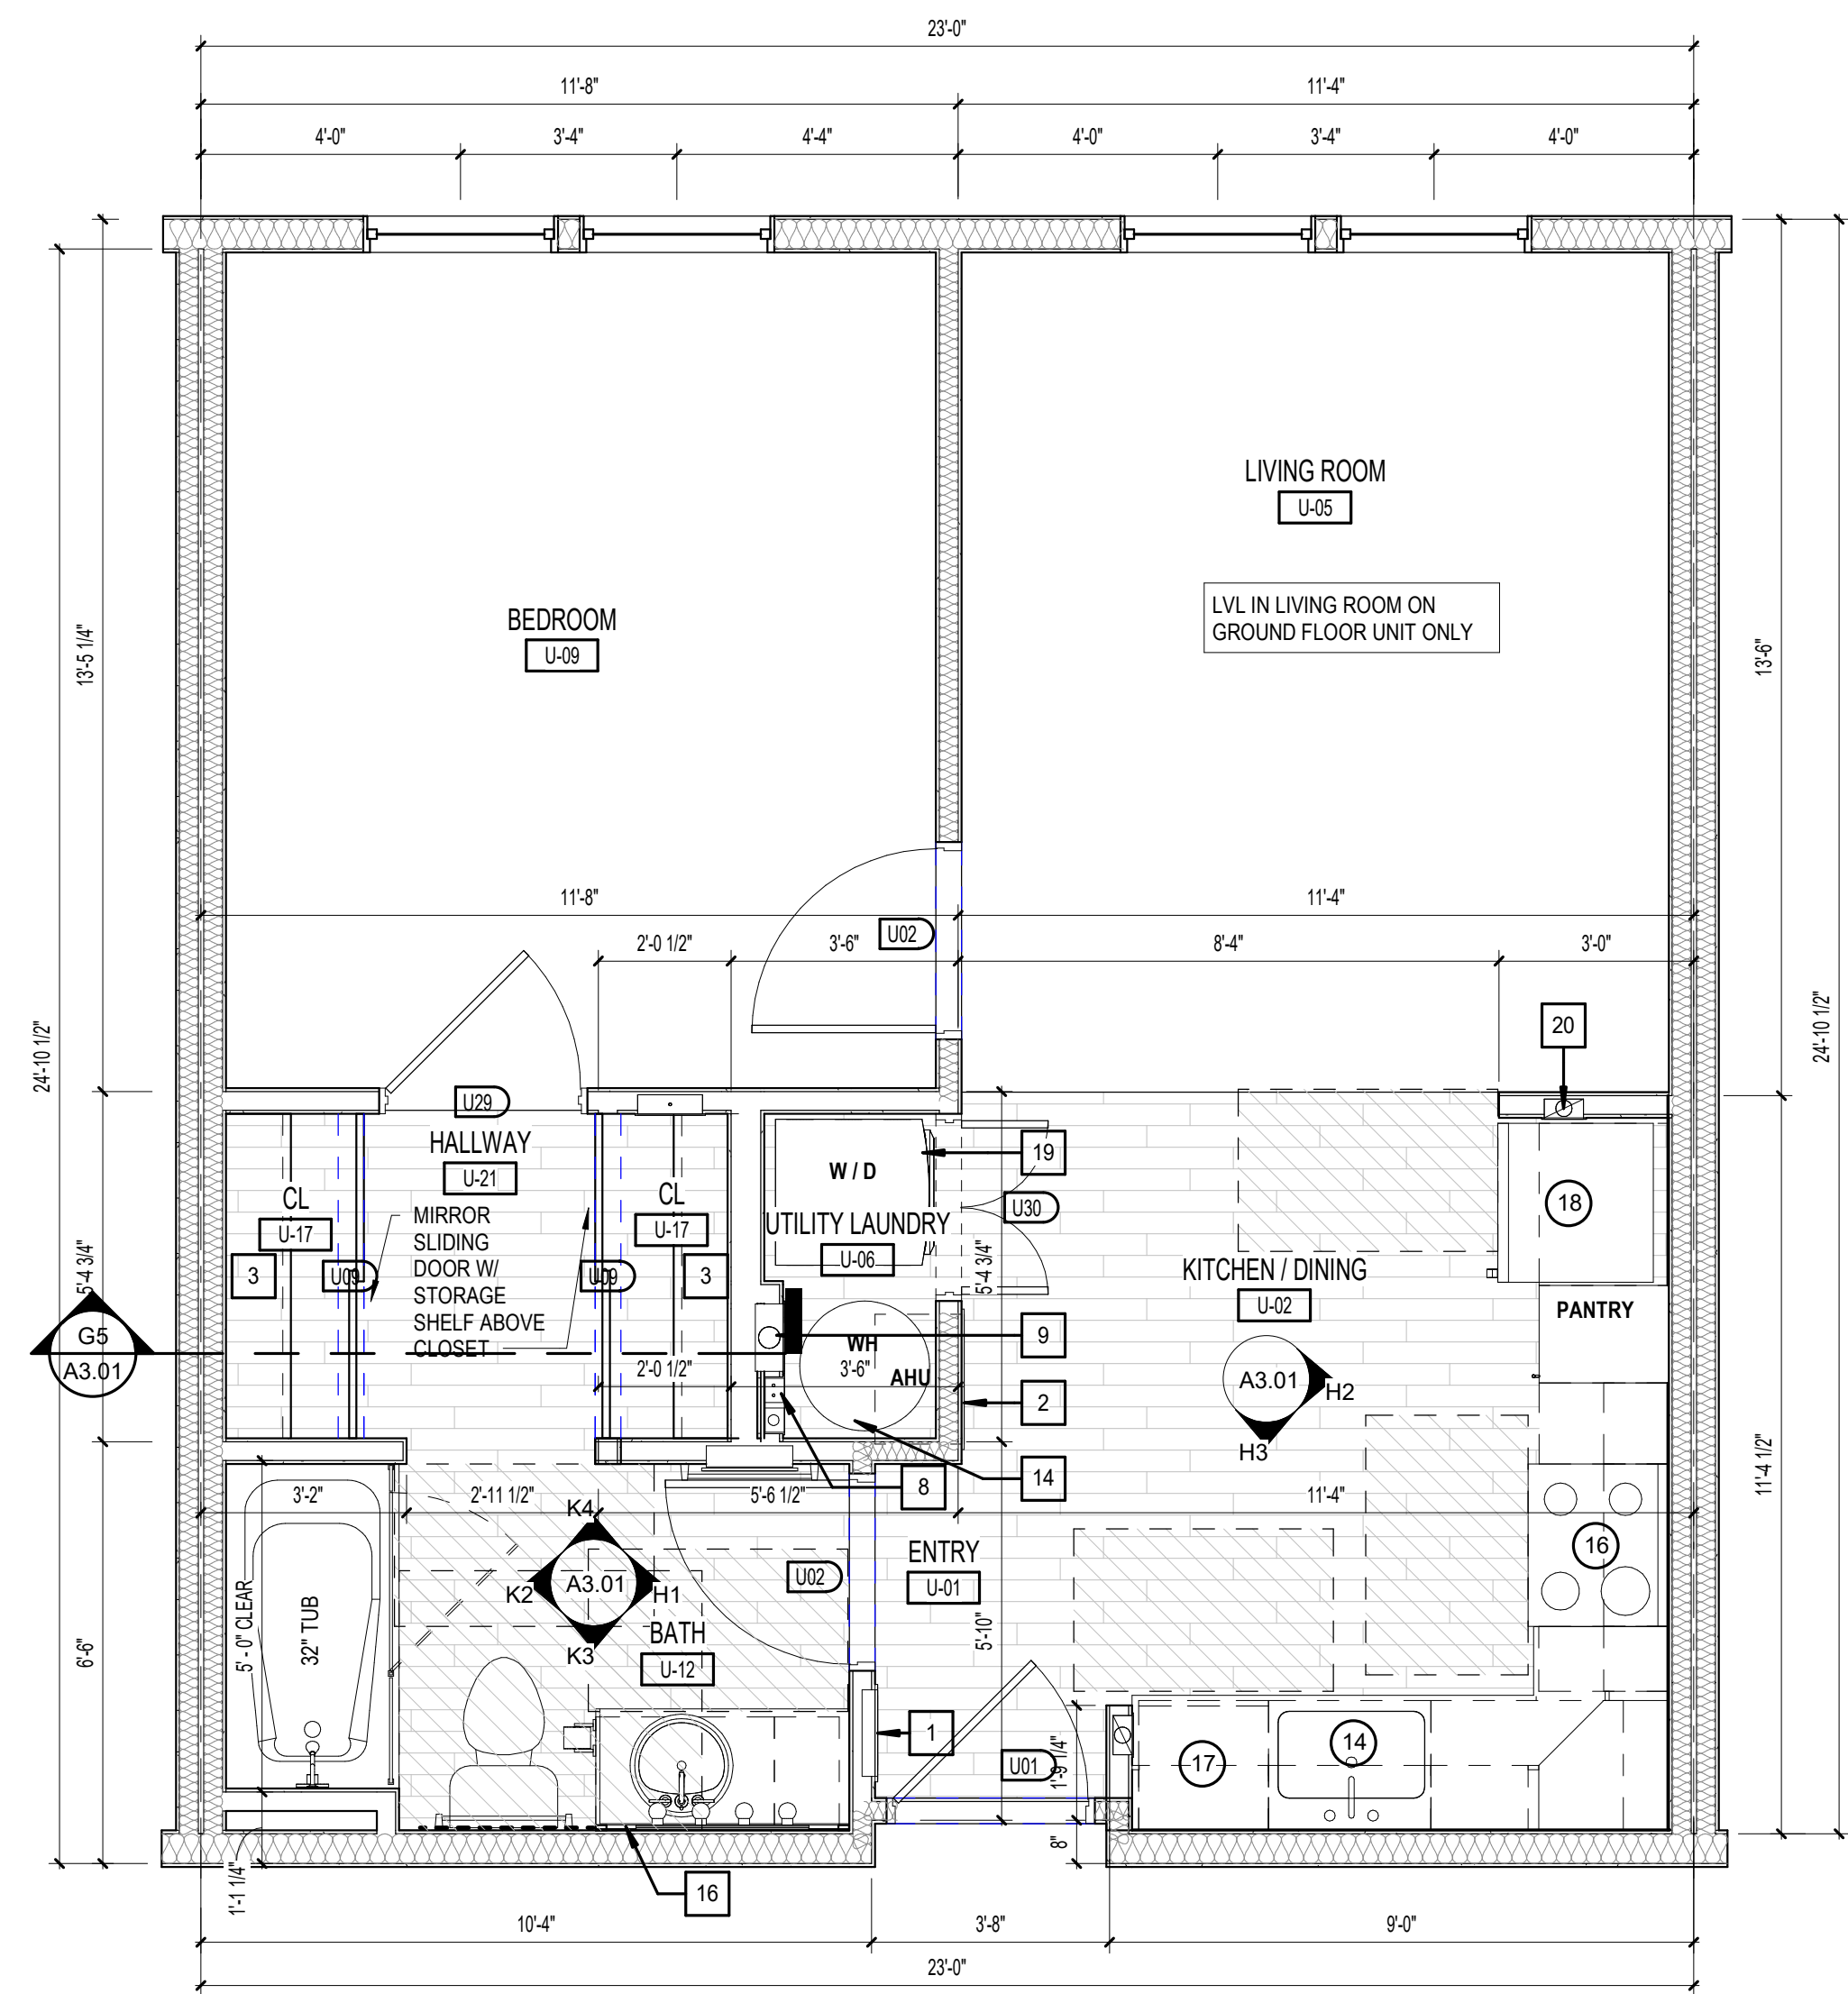 23'-0"
11'-8"
11'-4"
4'-0"
3'-4"
4'-4"
4'-0"
3'-4"
4'-0"
LIVING ROOM
U-05
LVL IN LIVING ROOM ON
GROUND FLOOR UNIT ONLY
BEDROOM
U-09
13'-5 1/4"
13'-6"
11'-8"
11'-4"
U02
2'-0 1/2"
3'-6"
8'-4"
3'-0"
24'-10 1/2"
24'-10 1/2"
20
U29
HALLWAY
U-21
CL
U-17
CL
U-17
W / D
19
18
U30
UTILITY LAUNDRY
U-06
MIRROR
SLIDING
DOOR W/
STORAGE
SHELF ABOVE
CLOSET
3
U09
U09
3
5'-4 3/4"
5'-4 3/4"
KITCHEN / DINING
U-02
PANTRY
G5
A3.01
9
WH
3'-6"
AHU
2'-0 1/2"
2
A3.01
H2
H3
14
8
11'-4 1/2"
3'-2"
2'-11 1/2"
5'-6 1/2"
11'-4"
K4
K2
A3.01
H1
K3
U02
ENTRY
U-01
16
5'- 0" CLEAR
32" TUB
BATH
U-12
5'-10"
6'-6"
1
U01
1'-9 1/4"
17
14
8"
1'-1 1/4"
16
10'-4"
3'-8"
9'-0"
23'-0"